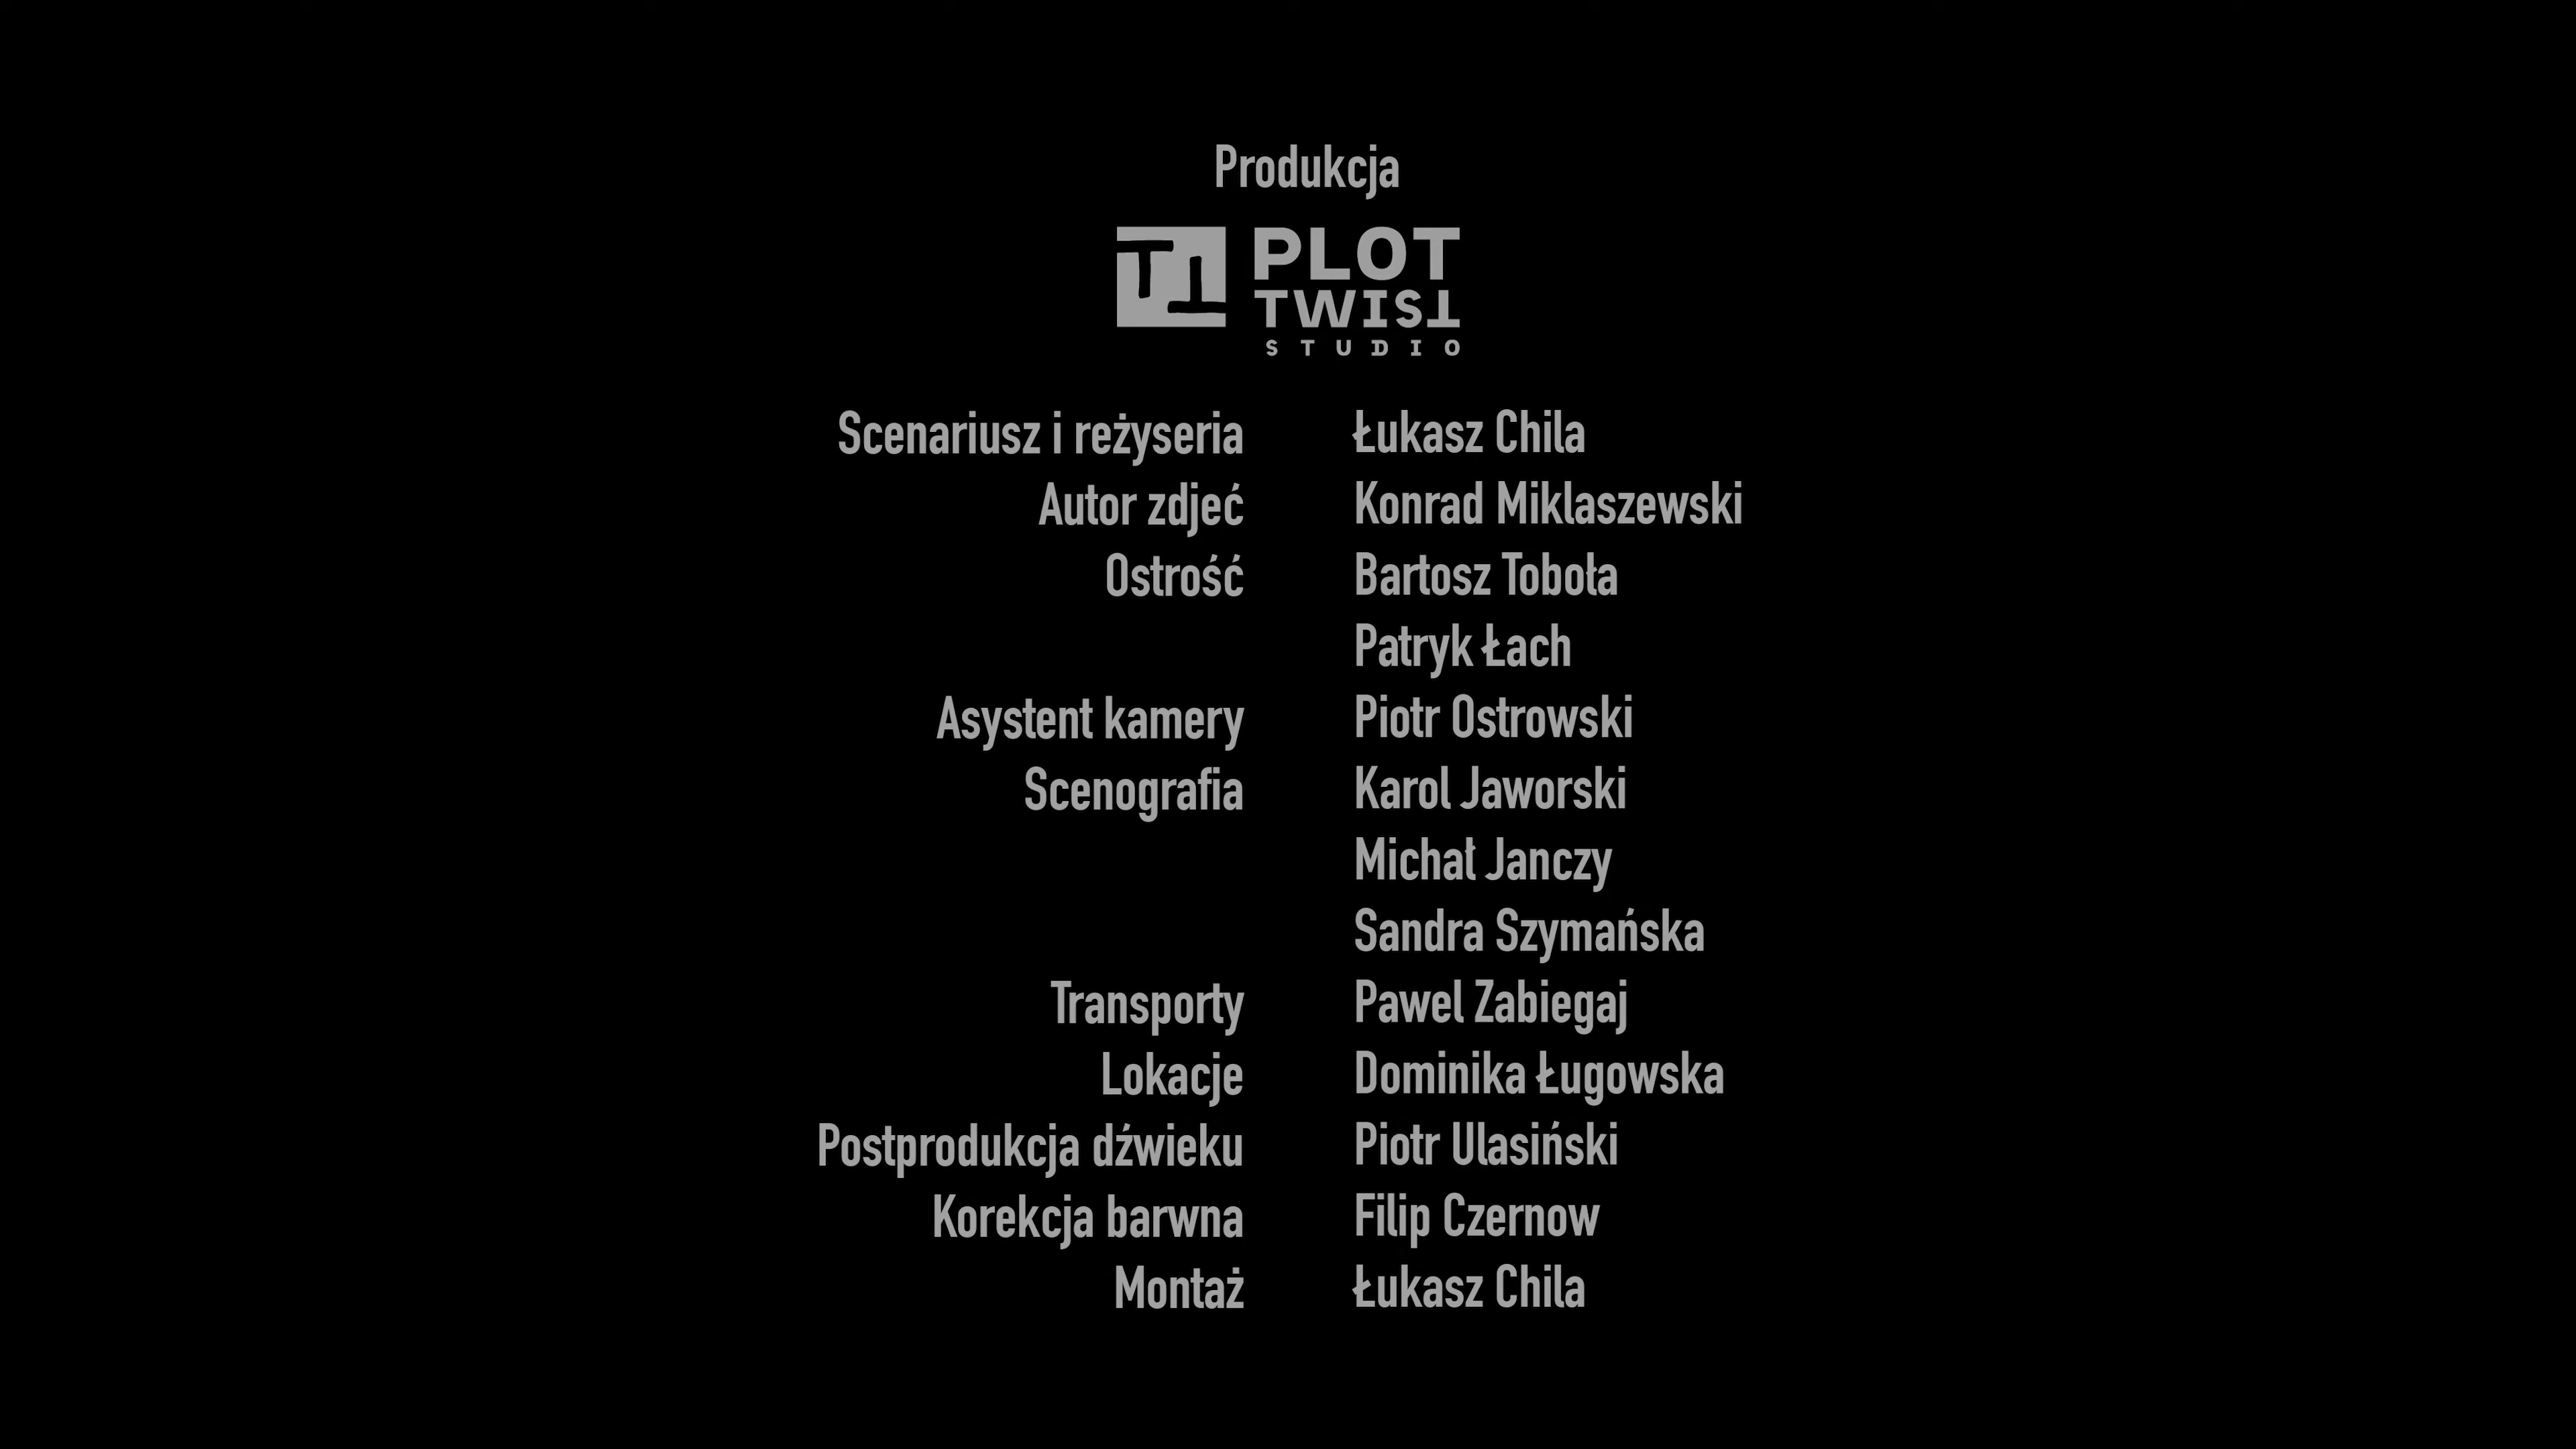 Produkcja
PLOT
TWIST
STUDIO
Scenariusz i reżyseria Łukasz Chila
Autor zdjeć Konrad Miklaszewski
Ostrość Bartosz Toboła
Patryk Łach
Asystent kamery Piotr Ostrowski
Scenografia Karol Jaworski
Michał Janczy
Sandra Szymańska
Transporty Pawel Zabiegaj
Lokacje Dominika Ługowska
Postprodukcja dźwieku Piotr Ulasiński
Korekcja barwna Filip Czernow
Montaż Łukasz Chila